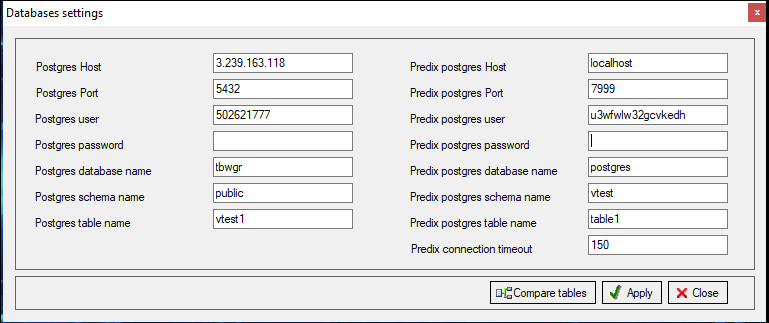 Databases settings
Postgres Host 3.239.163.118 Predix postgres Host localhost
Postgres Port 5432 Predix postgres Port 7999
Postgres user 502621777 Predix postgres user u3wfwlw32gcvkedh
Postgres password Predix postgres password
Postgres database name tbwgr Predix postgres database name postgres
Postgres schema name public Predix postgres schema name vtest
Postgres table name vtest1 Predix postgres table name table1
Predix connection timeout 150
Compare tables Apply Close